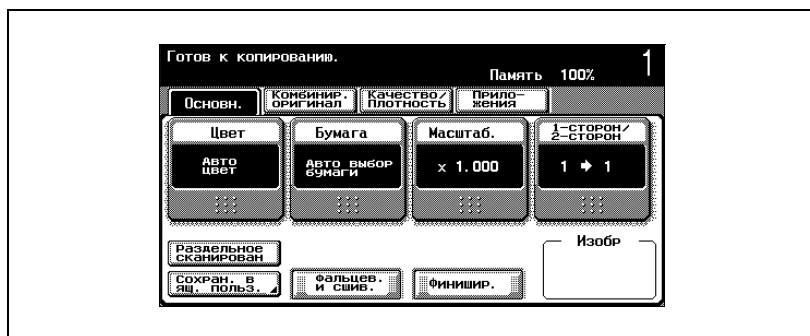 Готов к копированию.
Память 100%
1
Основн.
Комбинир.
оригинал
Качество/
плотность
Прило-
жения
Цвет
Бумага
Масштаб.
1-сторон/
2-сторон
Авто
цвет
Авто выбор
бумаги
x 1.000
1 ➔ 1
Изобр
Раздельное
сканирован
Сохран. в
ящ. польз.
Фальцев.
и сшив.
Финишир.